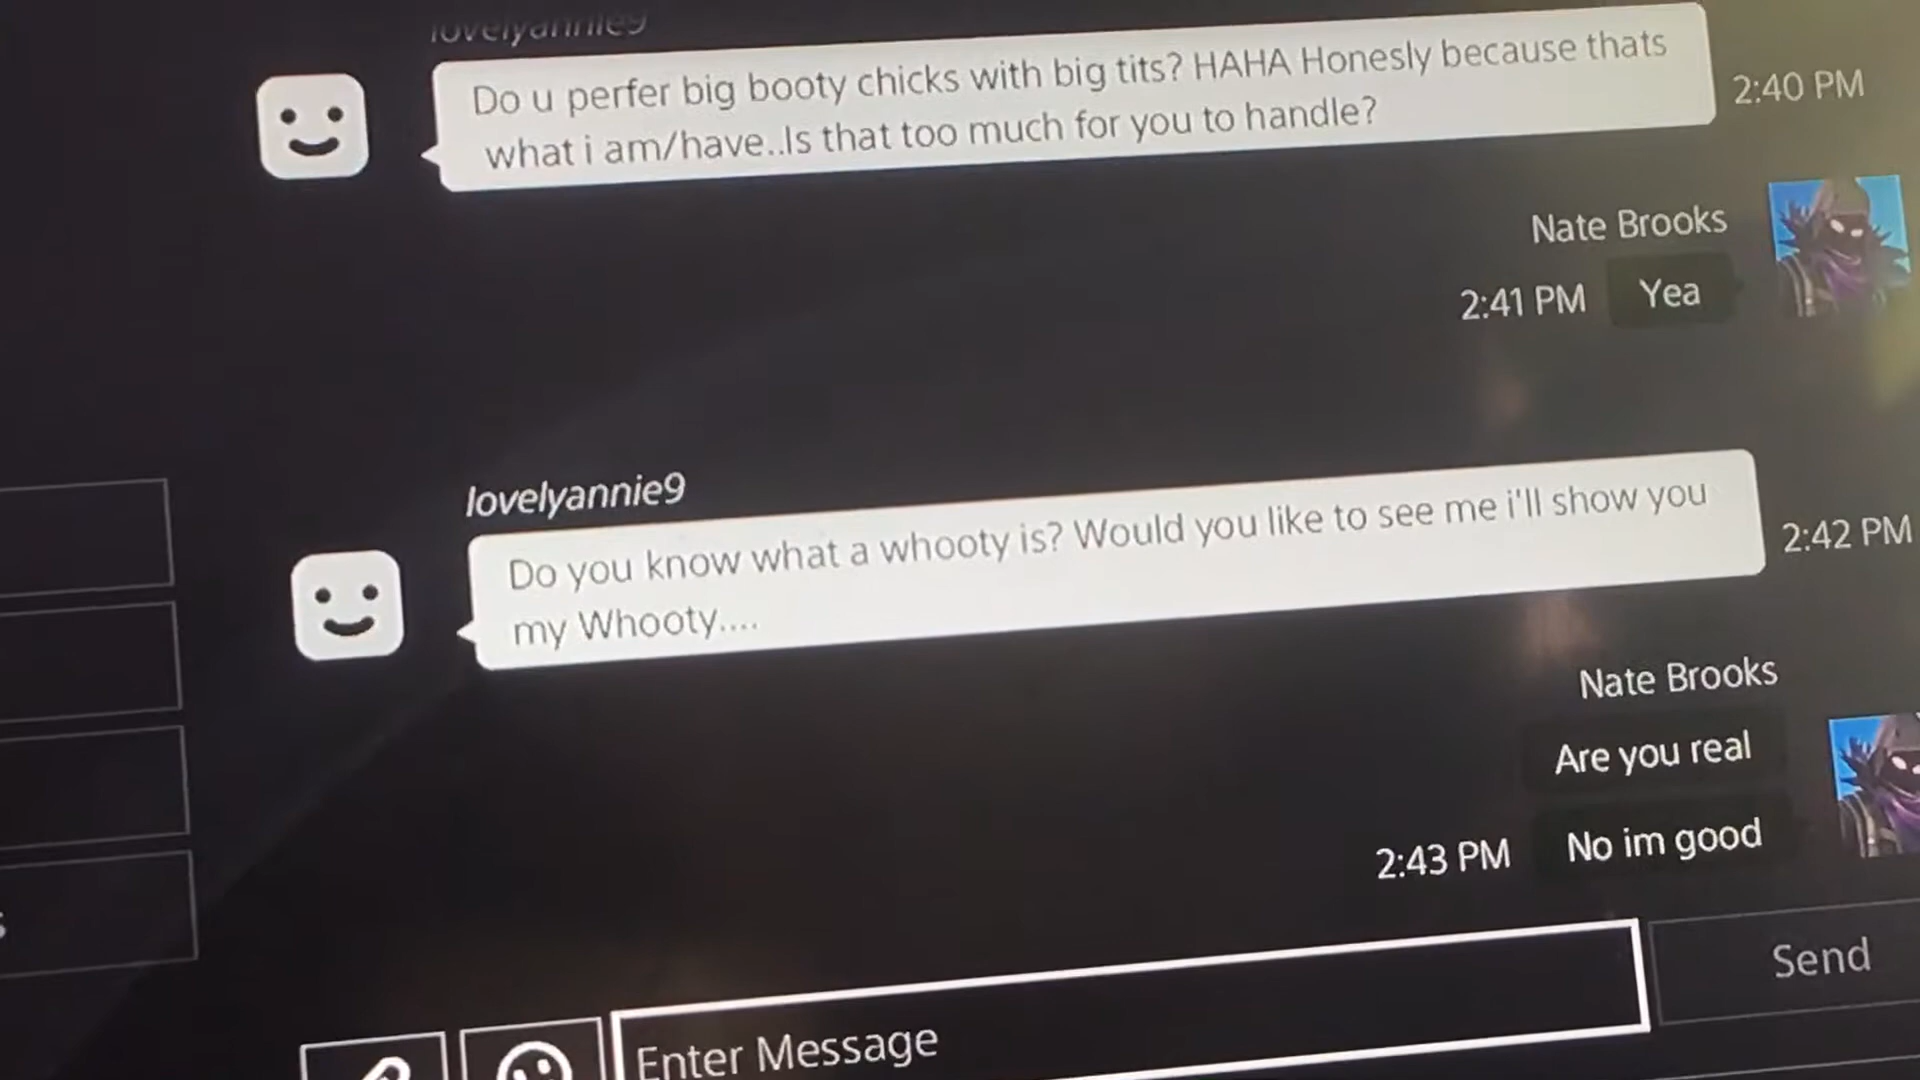 lovelyannie9
Do u perfer big booty chicks with big tits? HAHA Honesly because thats
what i am/have..Is that too much for you to handle?
2:40 PM
Nate Brooks
2:41 PM Yea
lovelyannie9
Do you know what a whooty is? Would you like to see me i'll show you
my Whooty....
2:42 PM
Nate Brooks
Are you real
2:43 PM No im good
Enter Message
Send